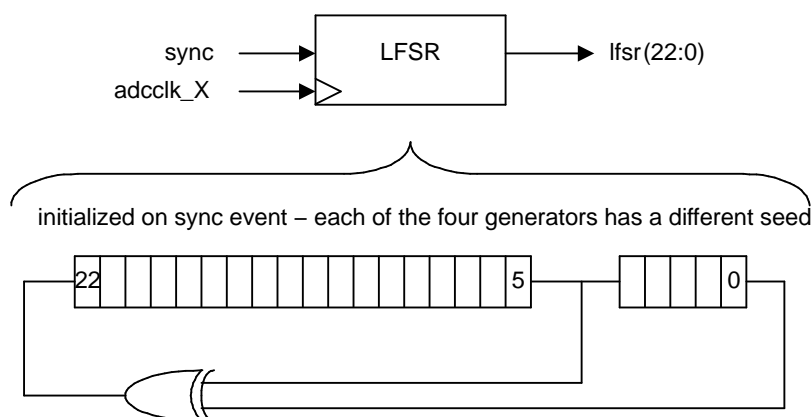 sync
LFSR
lfsr(22:0)
adcclk_X
initialized on sync event – each of the four generators has a different seed
22
5
0